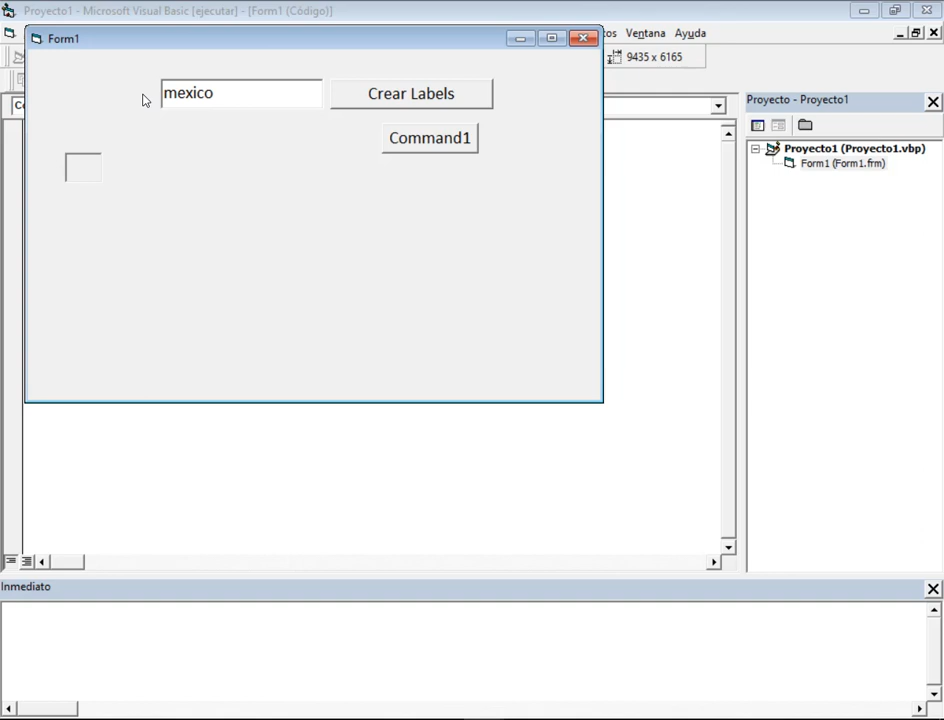 Proyecto1 - Microsoft Visual Basic [ejecutar] - [Form1 (Código)]
Form1
tos Ventana Ayuda
9435 x 6165
mexico
Crear Labels
Command1
Proyecto - Proyecto1
Proyecto1 (Proyecto1.vbp)
Form1 (Form1.frm)
Inmediato